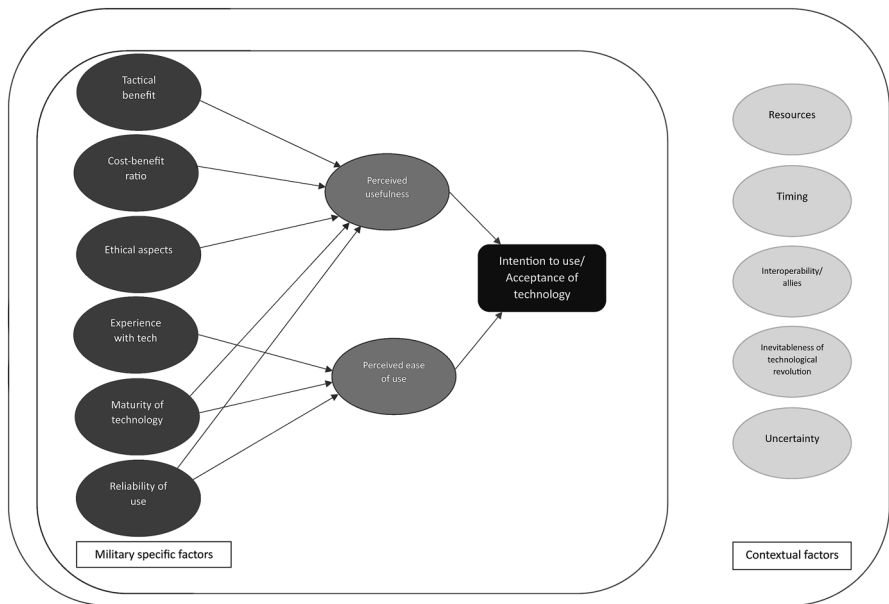 Tactical
benefit
Cost-benefit
ratio
Ethical aspects
Experience
with tech
Maturity of
technology
Reliability of
use
Military specific factors
Perceived
usefulness
Perceived ease
of use
Intention to use/
Acceptance of
technology
Resources
Timing
Interoperability/
allies
Inevitableness of
technological
revolution
Uncertainty
Contextual factors